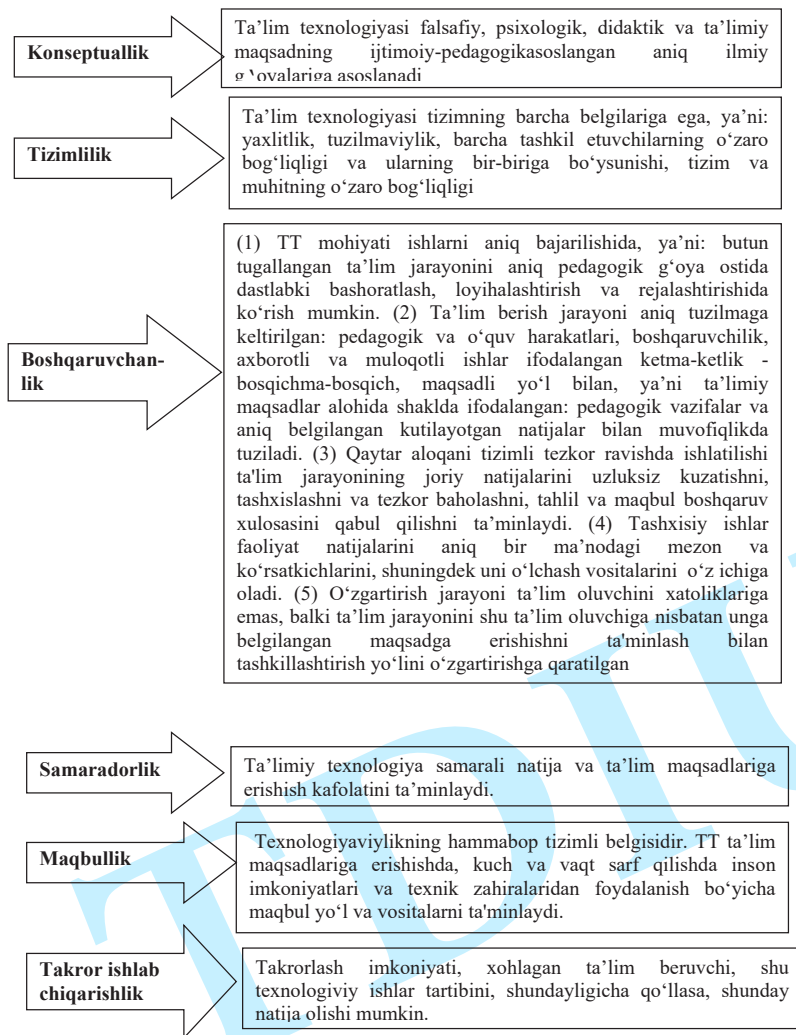 Konseptuallik
Ta’lim texnologiyasi falsafiy, psixologik, didaktik va ta’limiy
maqsadning ijtimoiy-pedagogikasoslangan aniq ilmiy
g‘oyalariga asoslanadi
Tizimlilik
Ta’lim texnologiyasi tizimning barcha belgilariga ega, ya’ni:
yaxlitlik, tuzilmaviylik, barcha tashkil etuvchilarning o‘zaro
bog‘liqligi va ularning bir-biriga bo‘ysunishi, tizim va
muhitning o‘zaro bog‘liqligi
Boshqaruvchan-
lik
(1) TT mohiyati ishlarni aniq bajarilishida, ya’ni: butun
tugallangan ta’lim jarayonini aniq pedagogik g‘oya ostida
dastlabki bashoratlash, loyihalashtirish va rejalashtirishida
ko‘rish mumkin. (2) Ta’lim berish jarayoni aniq tuzilmaga
keltirilgan: pedagogik va o‘quv harakatlari, boshqaruvchilik,
axborotli va muloqotli ishlar ifodalangan ketma-ketlik -
bosqichma-bosqich, maqsadli yo‘l bilan, ya’ni ta’limiy
maqsadlar alohida shaklda ifodalangan: pedagogik vazifalar va
aniq belgilangan kutilayotgan natijalar bilan muvofiqlikda
tuziladi. (3) Qaytar aloqani tizimli tezkor ravishda ishlatilishi
ta'lim jarayonining joriy natijalarini uzluksiz kuzatishni,
tashxislashni va tezkor baholashni, tahlil va maqbul boshqaruv
xulosasini qabul qilishni ta’minlaydi. (4) Tashxisiy ishlar
faoliyat natijalarini aniq bir ma’nodagi mezon va
ko‘rsatkichlarini, shuningdek uni o‘lchash vositalarini o‘z ichiga
oladi. (5) O‘zgartirish jarayoni ta’lim oluvchini xatoliklariga
emas, balki ta’lim jarayonini shu ta’lim oluvchiga nisbatan unga
belgilangan maqsadga erishishni ta'minlash bilan
tashkillashtirish yo‘lini o‘zgartirishga qaratilgan
Samaradorlik
Ta’limiy texnologiya samarali natija va ta’lim maqsadlariga
erishish kafolatini ta’minlaydi.
Maqbullik
Texnologiyaviylikning hammabop tizimli belgisidir. TT ta’lim
maqsadlariga erishishda, kuch va vaqt sarf qilishda inson
imkoniyatlari va texnik zahiralaridan foydalanish bo‘yicha
maqbul yo‘l va vositalarni ta'minlaydi.
Takror ishlab
chiqarishlik
Takrorlash imkoniyati, xohlagan ta’lim beruvchi, shu
texnologiviy ishlar tartibini, shundayligicha qo‘llasa, shunday
natija olishi mumkin.
TDIU